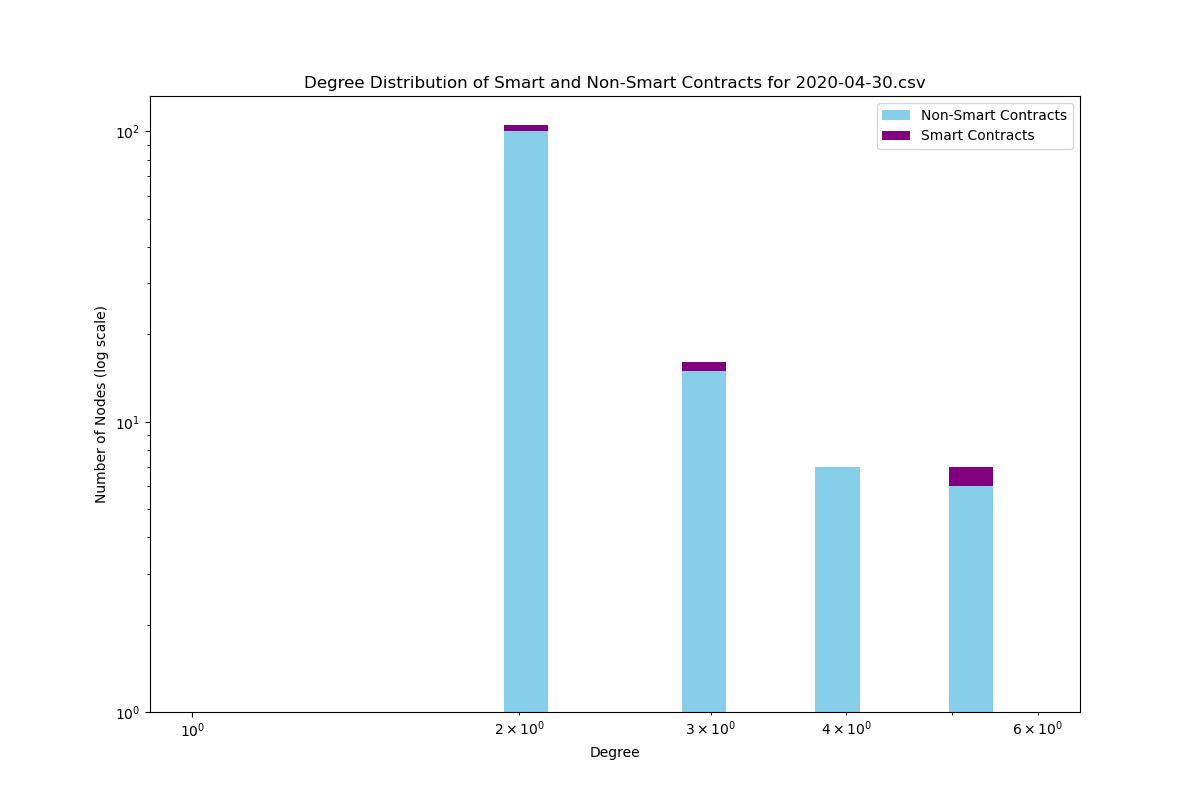 Degree Distribution of Smart and Non-Smart Contracts for 2020-04-30.csv
Non-Smart Contracts
Smart Contracts
Number of Nodes (log scale)
10²
10¹
10⁰
10⁰ 2 × 10⁰ 3 × 10⁰ 4 × 10⁰ 6 × 10⁰
Degree